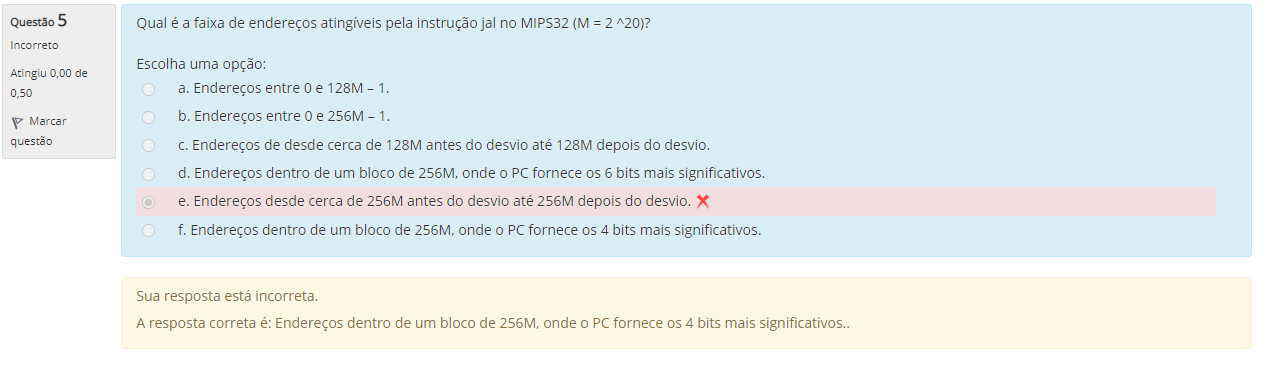 Questão 5
Incorreto
Atingiu 0,00 de
0,50
Marcar
questão
Qual é a faixa de endereços atingíveis pela instrução jal no MIPS32 (M = 2 ^20)?
Escolha uma opção:
a. Endereços entre 0 e 128M – 1.
b. Endereços entre 0 e 256M – 1.
c. Endereços de desde cerca de 128M antes do desvio até 128M depois do desvio.
d. Endereços dentro de um bloco de 256M, onde o PC fornece os 6 bits mais significativos.
e. Endereços desde cerca de 256M antes do desvio até 256M depois do desvio.
f. Endereços dentro de um bloco de 256M, onde o PC fornece os 4 bits mais significativos.
Sua resposta está incorreta.
A resposta correta é: Endereços dentro de um bloco de 256M, onde o PC fornece os 4 bits mais significativos..